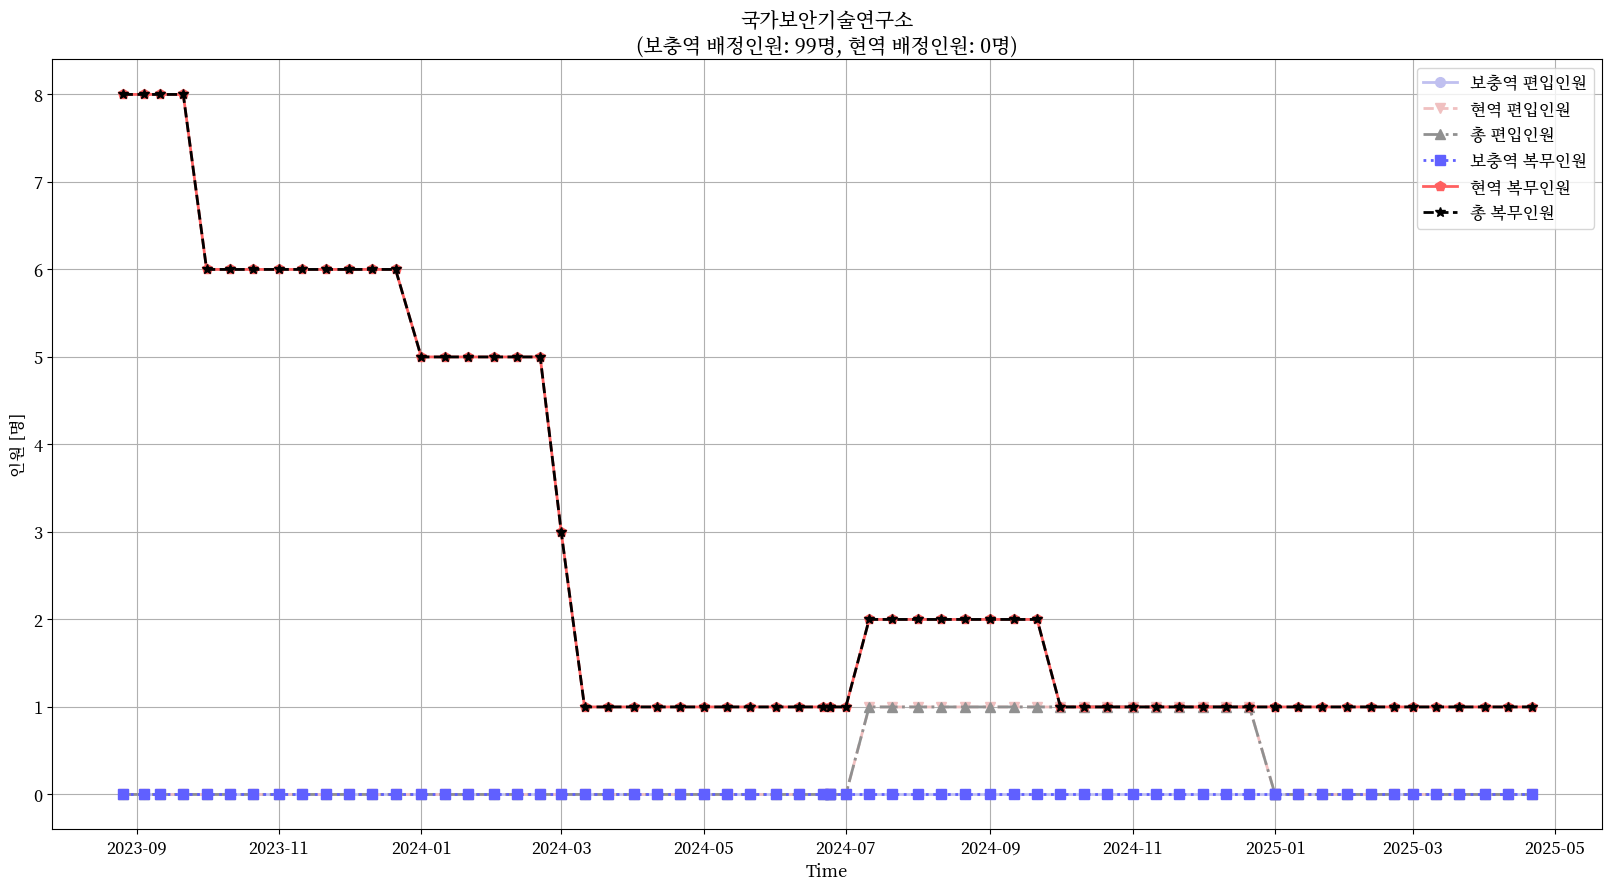 국가보안기술연구소
(보충역 배정인원: 99명, 현역 배정인원: 0명)
보충역 편입인원
현역 편입인원
총 편입인원
보충역 복무인원
현역 복무인원
총 복무인원
인원 [명]
8
7
6
5
4
3
2
1
0
2023-09
2023-11
2024-01
2024-03
2024-05
2024-07
2024-09
2024-11
2025-01
2025-03
2025-05
Time